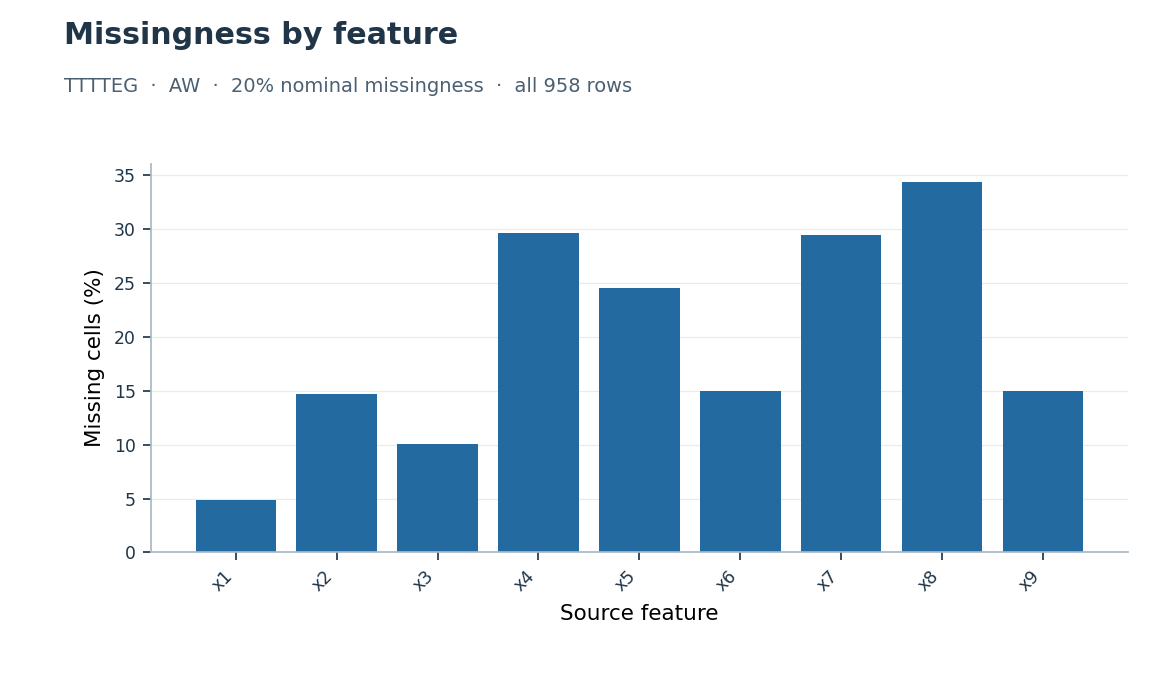 Missingness by feature
TTTTEG · AW · 20% nominal missingness · all 958 rows
35
30
25
20
15
10
5
0
Missing cells (%)
x1 x2 x3 x4 x5 x6 x7 x8 x9
Source feature